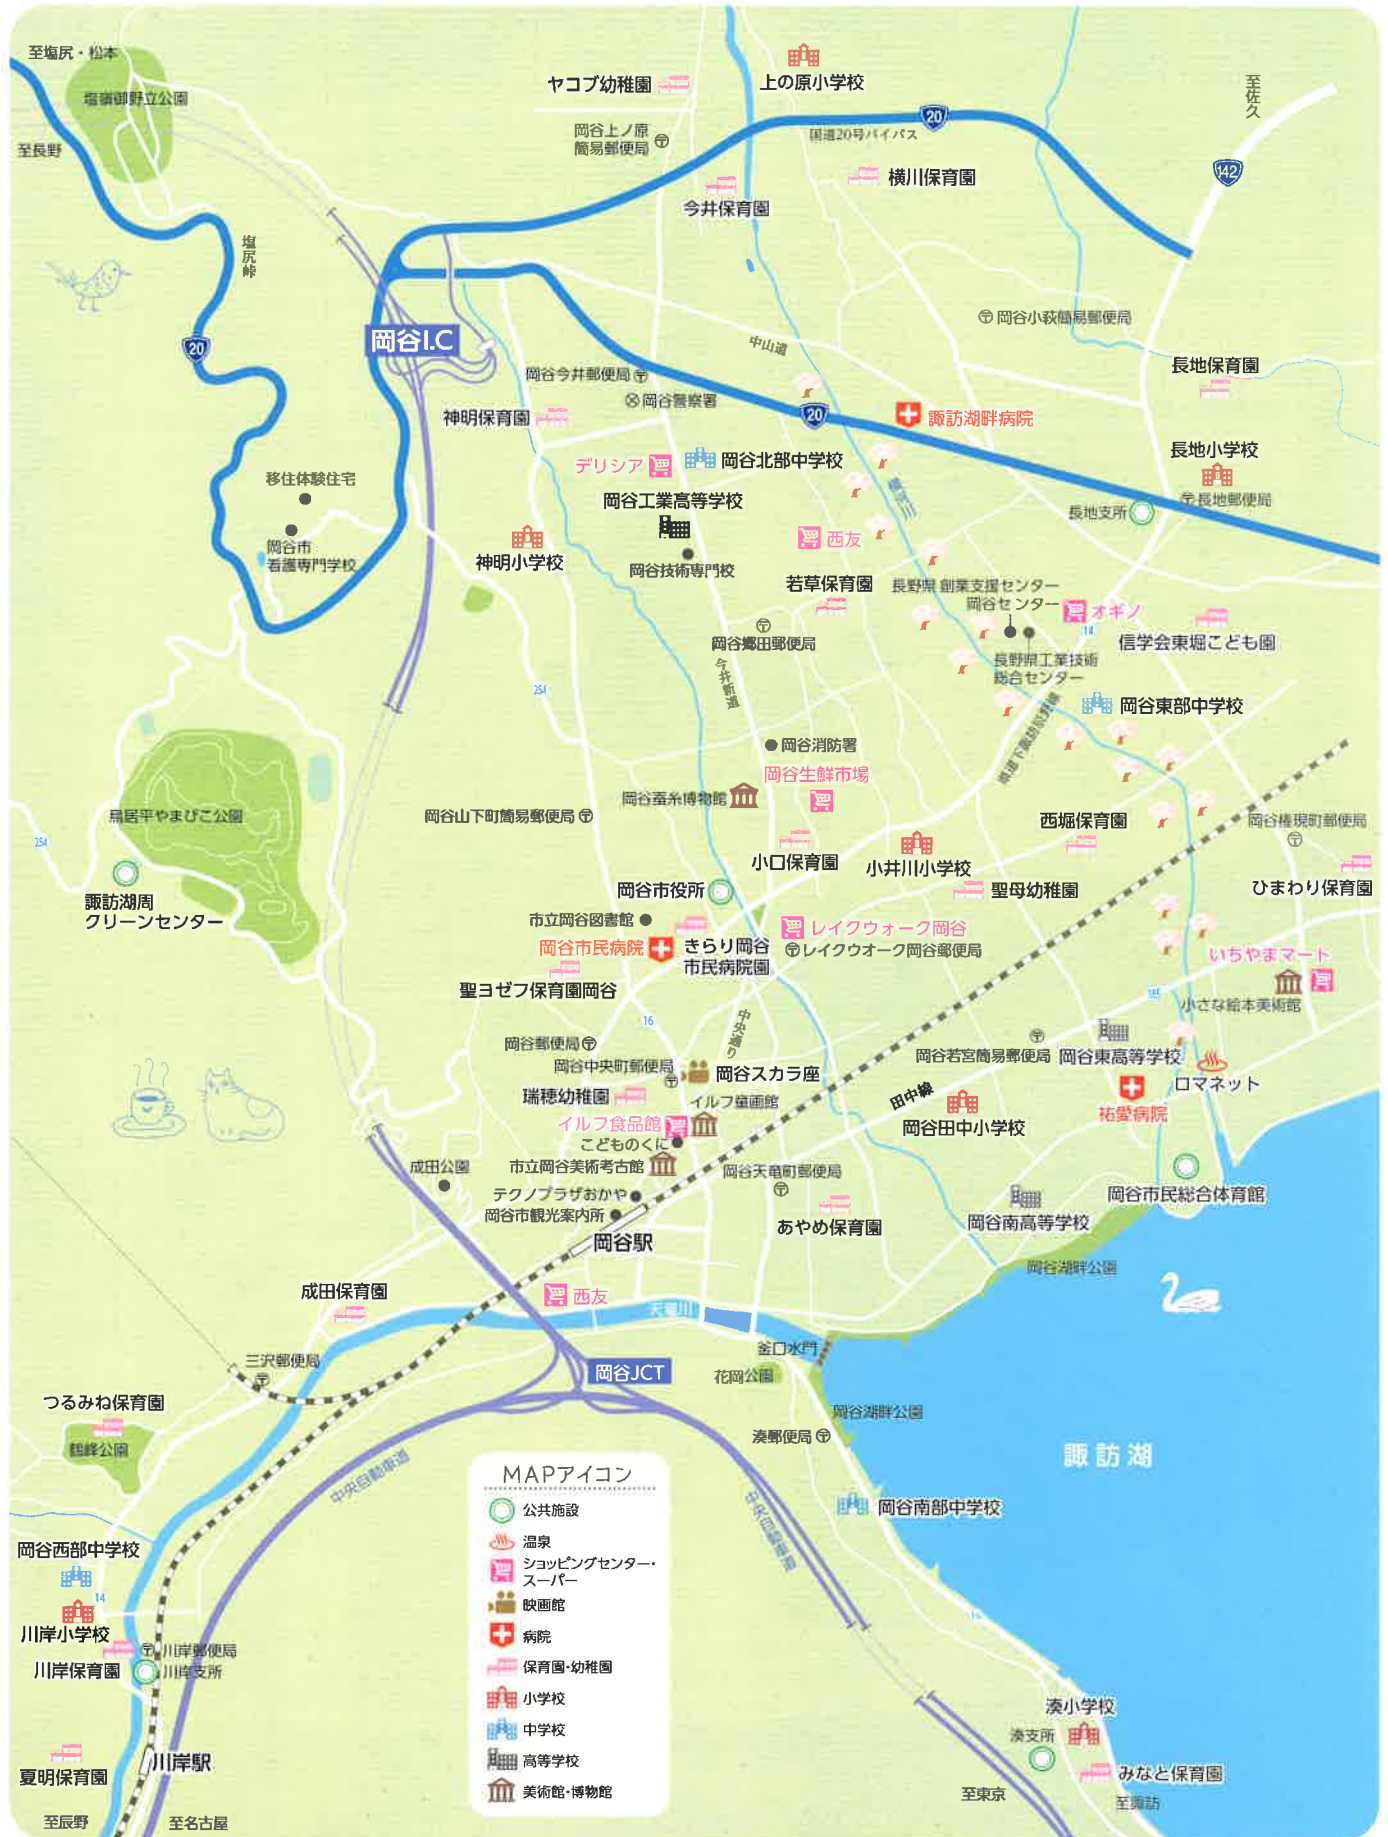 至塩尻・松本
塩嶺御野立公園
至長野
塩尻峠
20
ヤコブ幼稚園
上の原小学校
至佐久
岡谷上ノ原
簡易郵便局
20
国道20号バイパス
142
横川保育園
今井保育園
岡谷I.C
岡谷小萩簡易郵便局
中山道
長地保育園
岡谷今井郵便局
岡谷警察署
20
諏訪湖畔病院
神明保育園
長地小学校
デリシア
岡谷北部中学校
移住体験住宅
岡谷工業高等学校
長地郵便局
長地支所
岡谷市
看護専門学校
神明小学校
西友
岡谷技術専門校
若草保育園
長野県 創業支援センター
岡谷センター
オギノ
14
信学会東堀こども園
岡谷郷田郵便局
長野県工業技術
総合センター
今井新道
254
岡谷東部中学校
岡谷消防署
岡谷生鮮市場
県道下諏訪辰野線
岡谷蚕糸博物館
鳥居平やまびこ公園
岡谷山下町簡易郵便局
西堀保育園
岡谷権現町郵便局
254
小口保育園
小井川小学校
諏訪湖周
クリーンセンター
岡谷市役所
聖母幼稚園
ひまわり保育園
市立岡谷図書館
レイクウォーク岡谷
岡谷市民病院
きらり岡谷
市民病院園
レイクウオーク岡谷郵便局
いちやまマート
聖ヨゼフ保育園岡谷
185
小さな絵本美術館
16
中央通り
岡谷郵便局
岡谷若宮簡易郵便局
岡谷東高等学校
岡谷中央町郵便局
岡谷スカラ座
ロマネット
瑞穂幼稚園
イルフ童画館
田中線
祐愛病院
イルフ食品館
岡谷田中小学校
こどものくに
成田公園
市立岡谷美術考古館
岡谷天竜町郵便局
テクノプラザおかや
岡谷市民総合体育館
岡谷市観光案内所
あやめ保育園
岡谷南高等学校
岡谷駅
岡谷湖畔公園
成田保育園
西友
天竜川
釜口水門
三沢郵便局
岡谷JCT
花岡公園
つるみね保育園
岡谷湖畔公園
鶴峰公園
湊郵便局
諏訪湖
中央自動車道
中央自動車道
岡谷南部中学校
MAPアイコン
公共施設
温泉
ショッピングセンター・
スーパー
映画館
病院
保育園・幼稚園
小学校
中学校
高等学校
美術館・博物館
岡谷西部中学校
14
川岸小学校
川岸郵便局
川岸保育園
川岸支所
川岸駅
夏明保育園
至辰野
至名古屋
16
湊小学校
湊支所
みなと保育園
至東京
至諏訪